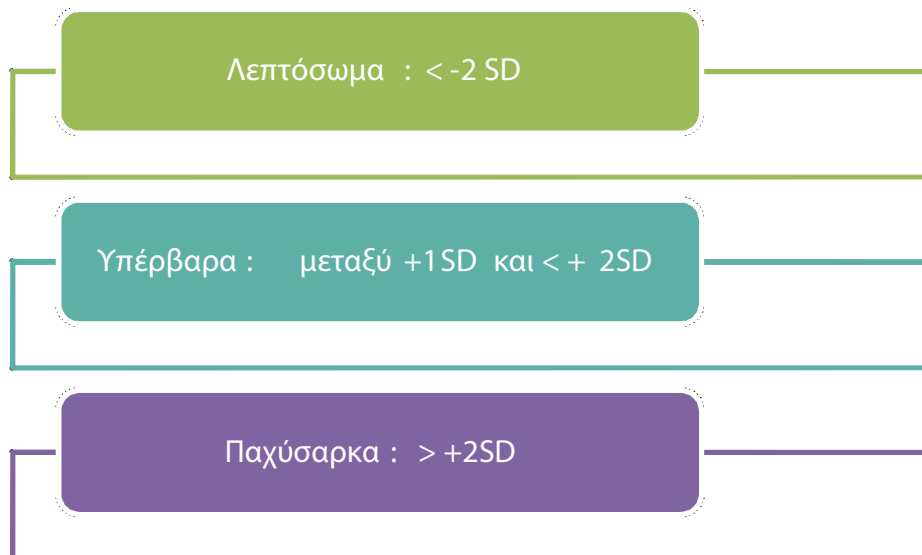 Λεπτόσωμα : < -2 SD
Υπέρβαρα : μεταξύ +1SD και < + 2SD
Παχύσαρκα : > +2SD